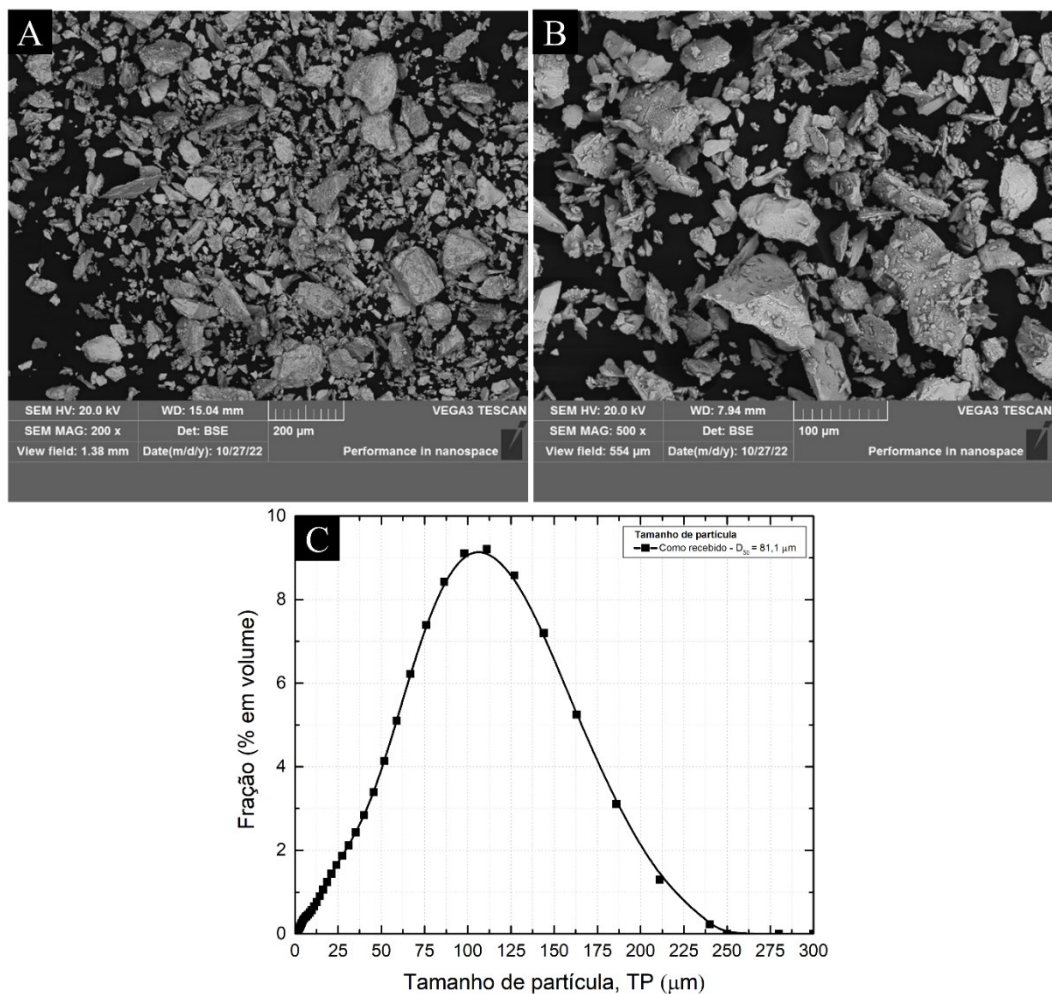 A
SEM HV: 20.0 kV WD: 15.04 mm VEGA3 TESCAN
SEM MAG: 200 x Det: BSE 200 µm
View field: 1.38 mm Date(m/d/y): 10/27/22 Performance in nanospace
B
SEM HV: 20.0 kV WD: 7.94 mm VEGA3 TESCAN
SEM MAG: 500 x Det: BSE 100 µm
View field: 554 µm Date(m/d/y): 10/27/22 Performance in nanospace
C
Tamanho de partícula
Como recebido - D50 = 81,1 µm
Fração (% em volume)
10
8
6
4
2
0
0 25 50 75 100 125 150 175 200 225 250 275 300
Tamanho de partícula, TP (µm)